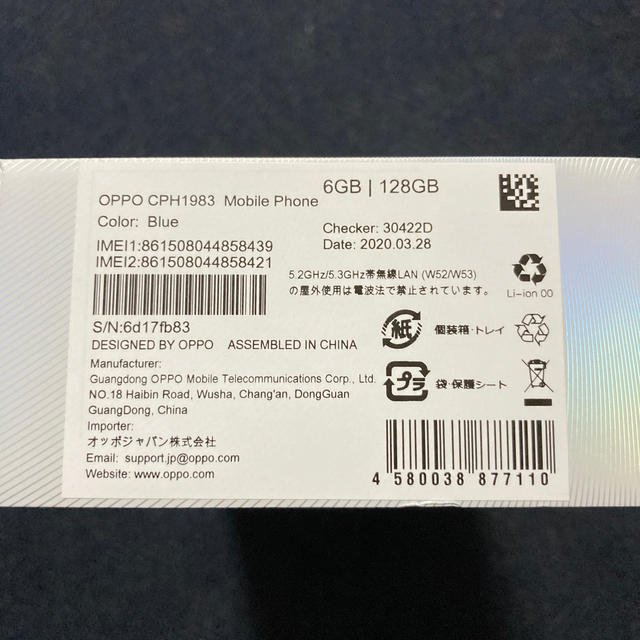 OPPO CPH1983 Mobile Phone
6GB | 128GB
Color: Blue
Checker: 30422D
IMEI1:861508044858439
Date: 2020.03.28
IMEI2:861508044858421
5.2GHz/5.3GHz帯無線LAN (W52/W53)
の屋外使用は電波法で禁止されています。
Li-ion 00
S/N:6d17fb83
紙
個装箱・トレイ
DESIGNED BY OPPO ASSEMBLED IN CHINA
Manufacturer:
Guangdong OPPO Mobile Telecommunications Corp., Ltd.
プラ
袋・保護シート
NO.18 Haibin Road, Wusha, Chang'an, DongGuan
GuangDong, China
Importer:
オッポジャパン株式会社
Email: support.jp@oppo.com
Website: www.oppo.com
4 580038 877110